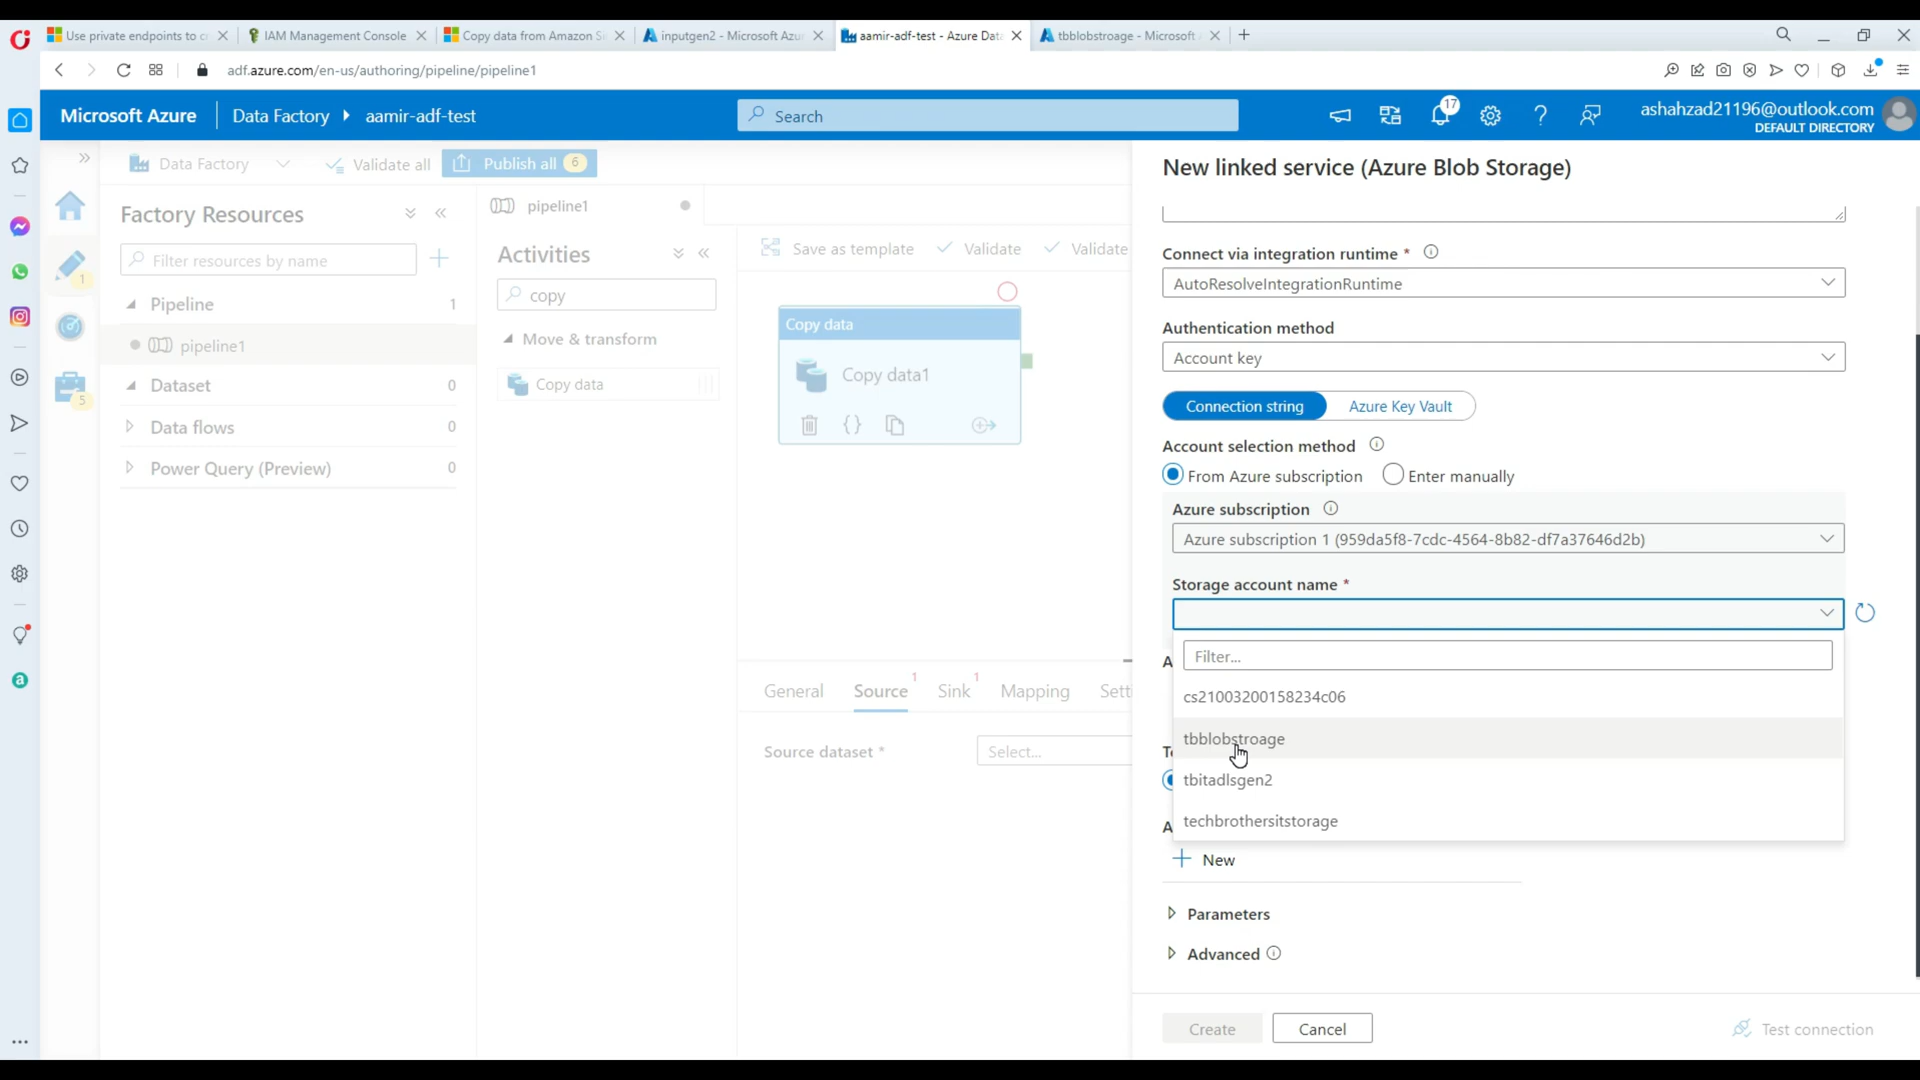 Use private endpoints to c
IAM Management Console
Copy data from Amazon S
inputgen2 - Microsoft Azu
aamir-adf-test - Azure Data
tbblobstroage - Microsoft
adf.azure.com/en-us/authoring/pipeline/pipeline1
Microsoft Azure
Data Factory
aamir-adf-test
Search
17
ashahzad21196@outlook.com
DEFAULT DIRECTORY
Data Factory
Validate all
Publish all 6
Factory Resources
Filter resources by name
Pipeline 1
pipeline1
Dataset 0
Data flows 0
Power Query (Preview) 0
1
5
pipeline1
Activities
copy
Move & transform
Copy data
Save as template
Validate
Validate
Copy data
Copy data1
General
Source 1
Sink 1
Mapping
Setti
Source dataset *
Select...
New linked service (Azure Blob Storage)
Connect via integration runtime *
AutoResolveIntegrationRuntime
Authentication method
Account key
Connection string
Azure Key Vault
Account selection method
From Azure subscription
Enter manually
Azure subscription
Azure subscription 1 (959da5f8-7cdc-4564-8b82-df7a37646d2b)
Storage account name *
Filter...
cs21003200158234c06
tbblobstroage
tbitadlsgen2
techbrothersitstorage
A
T
A
New
Parameters
Advanced
Create
Cancel
Test connection